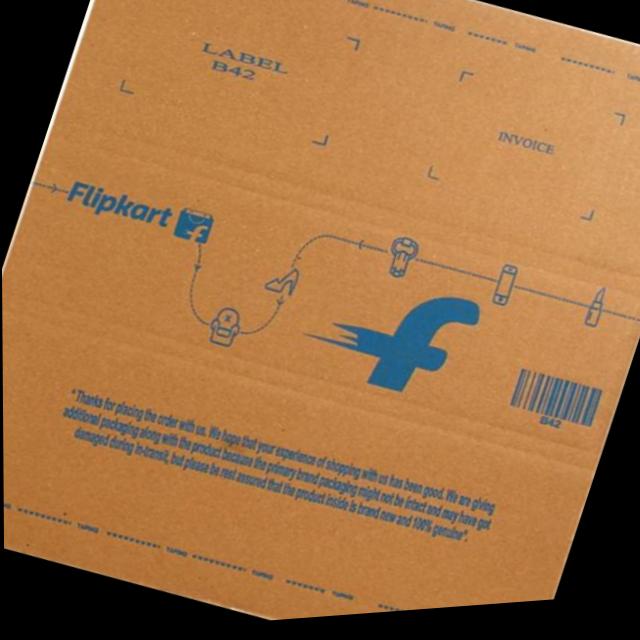 LABEL
B42
INVOICE
Flipkart
B42
"Thanks for placing the order with us. We hope that your experience of shopping with us has been good. We are giving
additional packaging along with the product because the primary brand packaging might not be intact and may have got
damaged during in-transit, but please be rest assured that the product inside is brand new and 100% genuine".